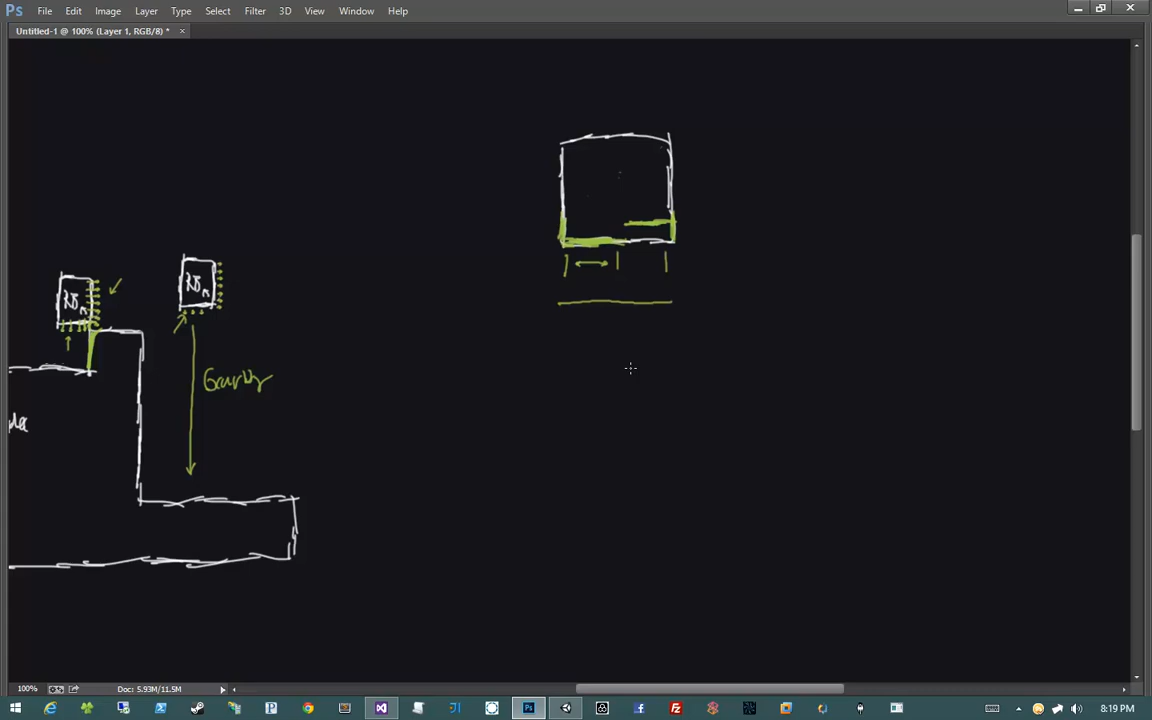 Ps File Edit Image Layer Type Select Filter 3D View Window Help
Untitled-1 @ 100% (Layer 1, RGB/8) * ×
Gravity
100% Doc: 5.93M/11.5M
8:19 PM